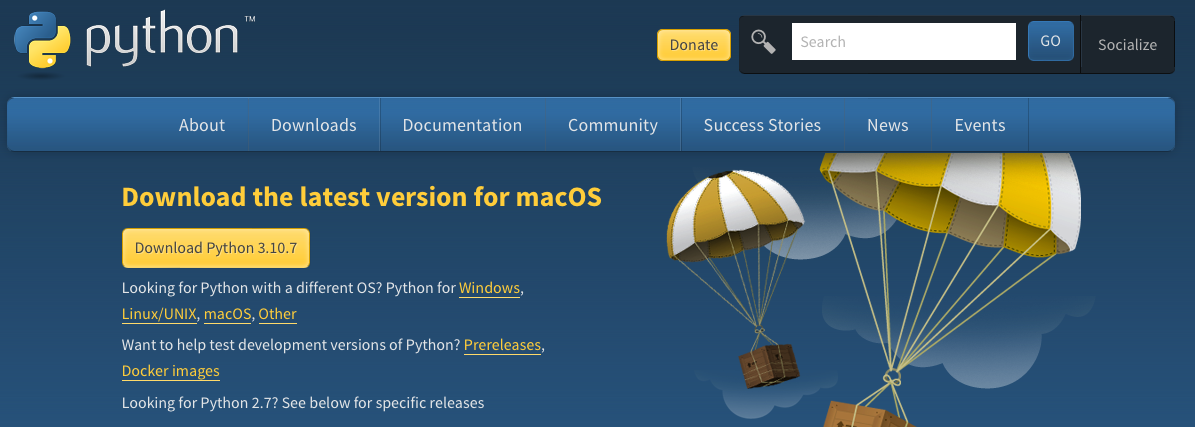 python™
Donate
Search
GO
Socialize
About Downloads Documentation Community Success Stories News Events
Download the latest version for macOS
Download Python 3.10.7
Looking for Python with a different OS? Python for Windows,
Linux/UNIX, macOS, Other
Want to help test development versions of Python? Prereleases,
Docker images
Looking for Python 2.7? See below for specific releases